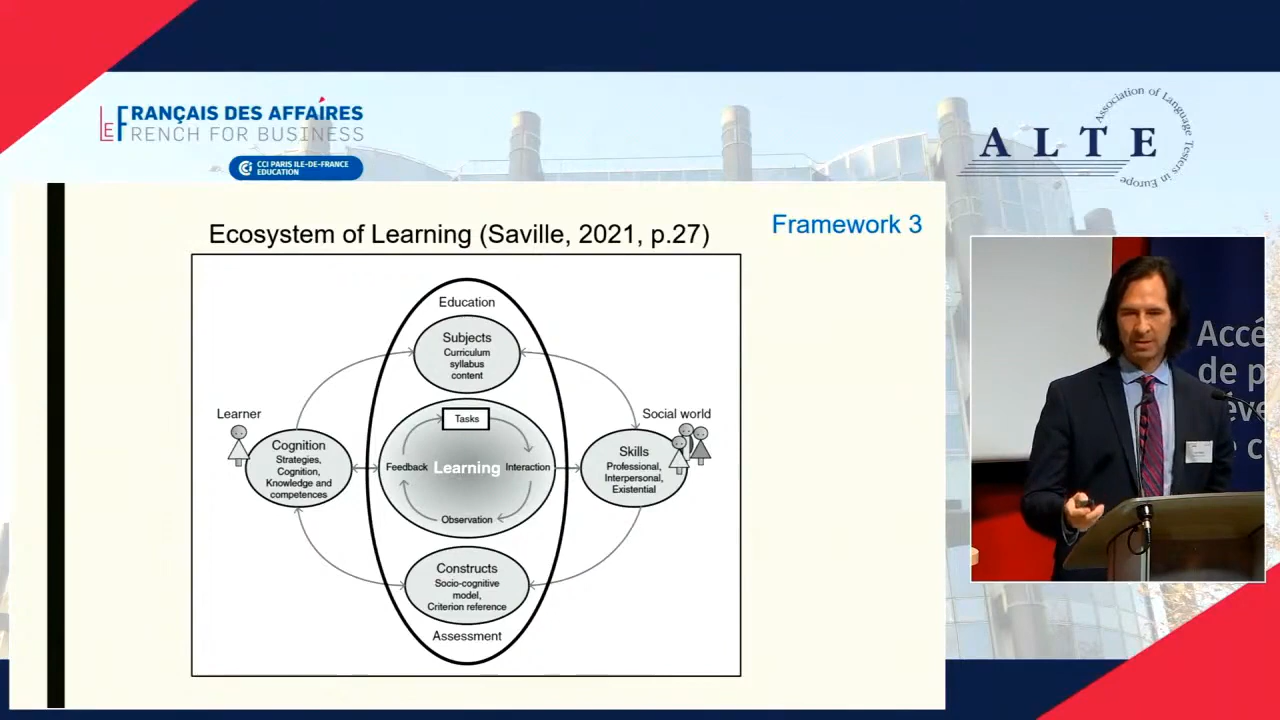 FRANÇAIS DES AFFAIRES
FRENCH FOR BUSINESS
CCI PARIS ILE-DE-FRANCE
EDUCATION
Association of Language Testers in Europe
ALTE
Ecosystem of Learning (Saville, 2021, p.27)
Framework 3
Education
Subjects
Curriculum
syllabus
content
Learner
Social world
Tasks
Cognition
Strategies,
Cognition,
Knowledge and
competences
Feedback
Learning
Interaction
Observation
Skills
Professional,
Interpersonal,
Existential
Constructs
Socio-cognitive
model,
Criterion reference
Assessment
Accé
de p
c